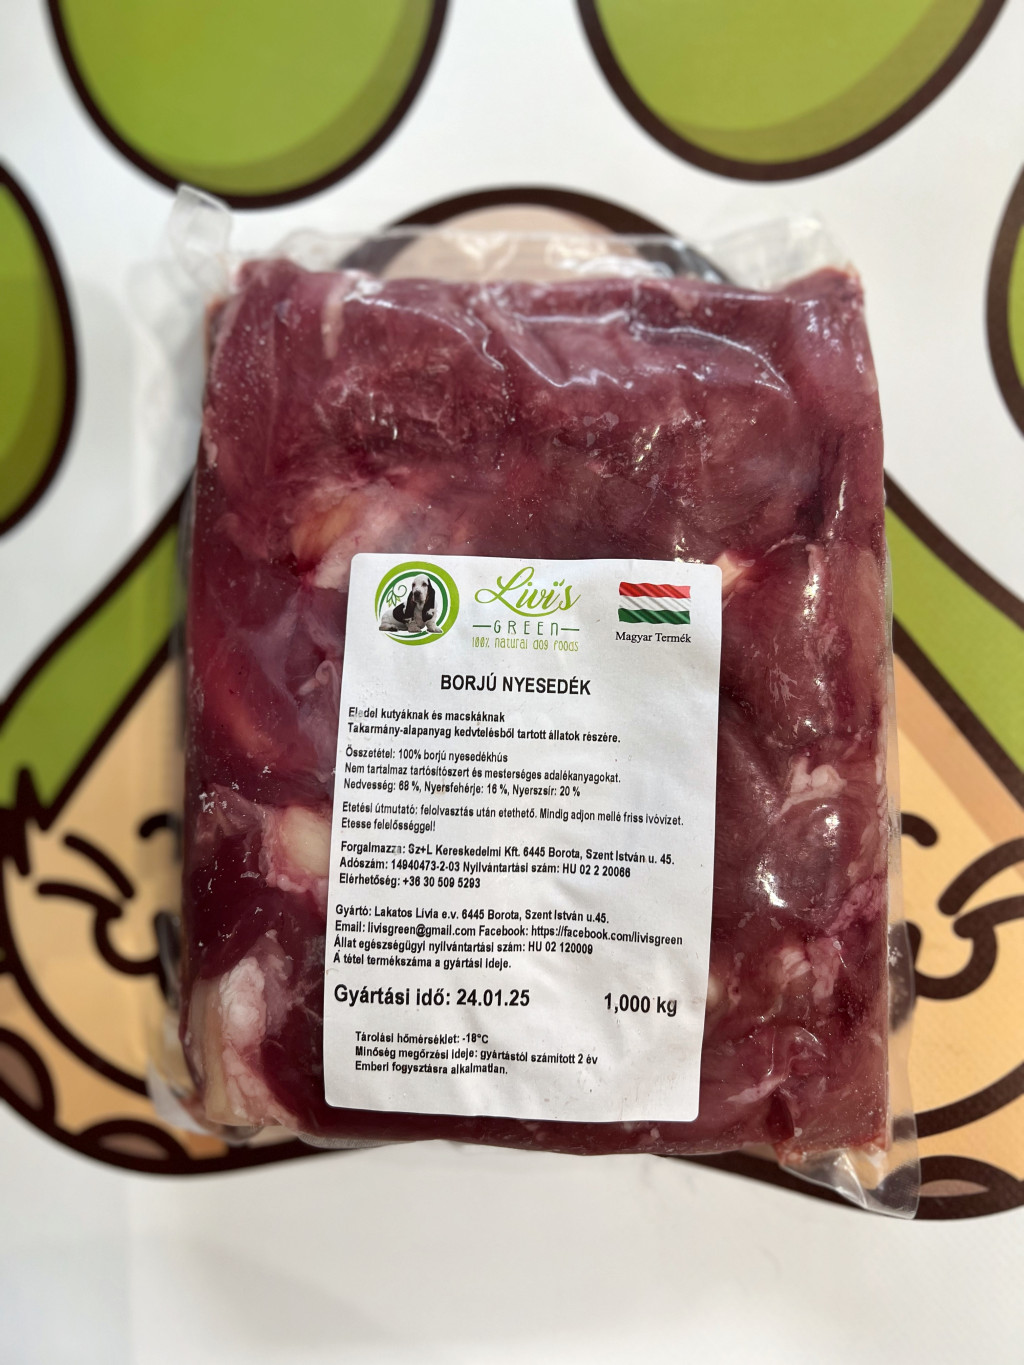 Livi's
GREEN
100% natural dog foods
Magyar Termék
BORJÚ NYESEDÉK
Eledel kutyáknak és macskáknak
Takarmány-alapanyag kedvtelésből tartott állatok részére.
Összetétel: 100% borjú nyesedékhús
Nem tartalmaz tartósítószert és mesterséges adalékanyagokat.
Nedvesség: 68 %, Nyersfehérje: 16 %, Nyerszsír: 20 %
Etetési útmutató: felolvasztás után etethető. Mindig adjon mellé friss ivóvizet.
Etesse felelősséggel!
Forgalmazza: Sz+L Kereskedelmi Kft. 6445 Borota, Szent István u. 45.
Adószám: 14940473-2-03 Nyilvántartási szám: HU 02 2 20066
Elérhetőség: +36 30 509 5293
Gyártó: Lakatos Lívia e.v. 6445 Borota, Szent István u.45.
Email: livisgreen@gmail.com Facebook: https://facebook.com/livisgreen
Állat egészségügyi nyilvántartási szám: HU 02 120009
A tétel termékszáma a gyártási ideje.
Gyártási idő: 24.01.25 1,000 kg
Tárolási hőmérséklet: -18°C
Minőség megőrzési ideje: gyártástól számított 2 év
Emberi fogysztásra alkalmatlan.